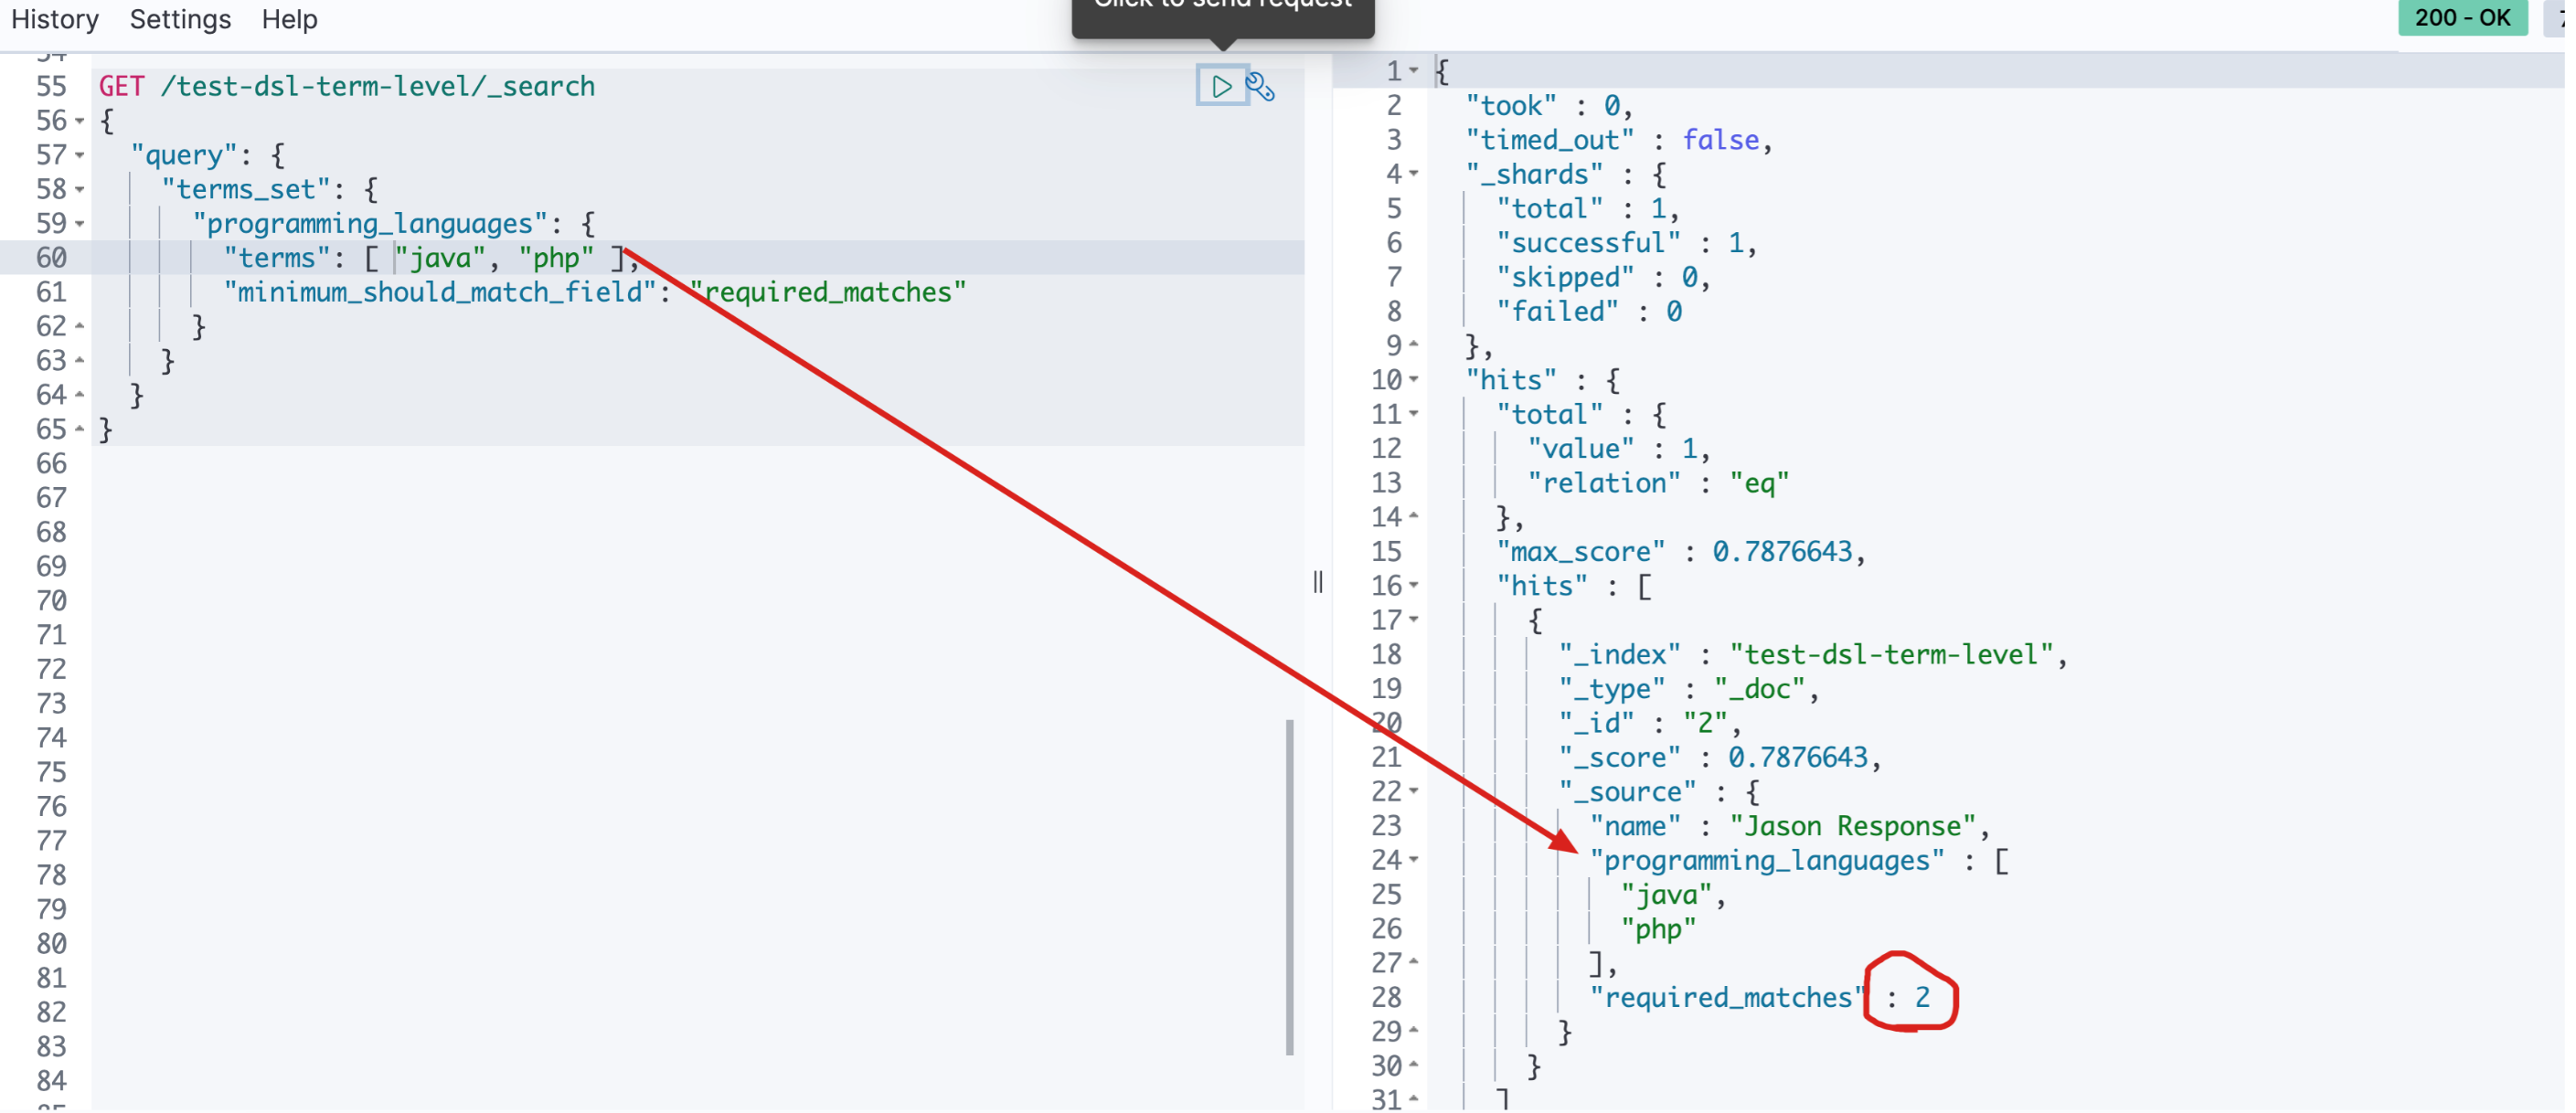 Click to send request
History Settings Help
200 - OK
54
55 GET /test-dsl-term-level/_search
56 {
57 "query": {
58 "terms_set": {
59 "programming_languages": {
60 "terms": [ "java", "php" ],
61 "minimum_should_match_field": "required_matches"
62 }
63 }
64 }
65 }
66
67
68
69
70
71
72
73
74
75
76
77
78
79
80
81
82
83
84
85
1 {
2 "took" : 0,
3 "timed_out" : false,
4 "_shards" : {
5 "total" : 1,
6 "successful" : 1,
7 "skipped" : 0,
8 "failed" : 0
9 },
10 "hits" : {
11 "total" : {
12 "value" : 1,
13 "relation" : "eq"
14 },
15 "max_score" : 0.7876643,
16 "hits" : [
17 {
18 "_index" : "test-dsl-term-level",
19 "_type" : "_doc",
20 "_id" : "2",
21 "_score" : 0.7876643,
22 "_source" : {
23 "name" : "Jason Response",
24 "programming_languages" : [
25 "java",
26 "php"
27 ],
28 "required_matches" : 2
29 }
30 }
31 ]